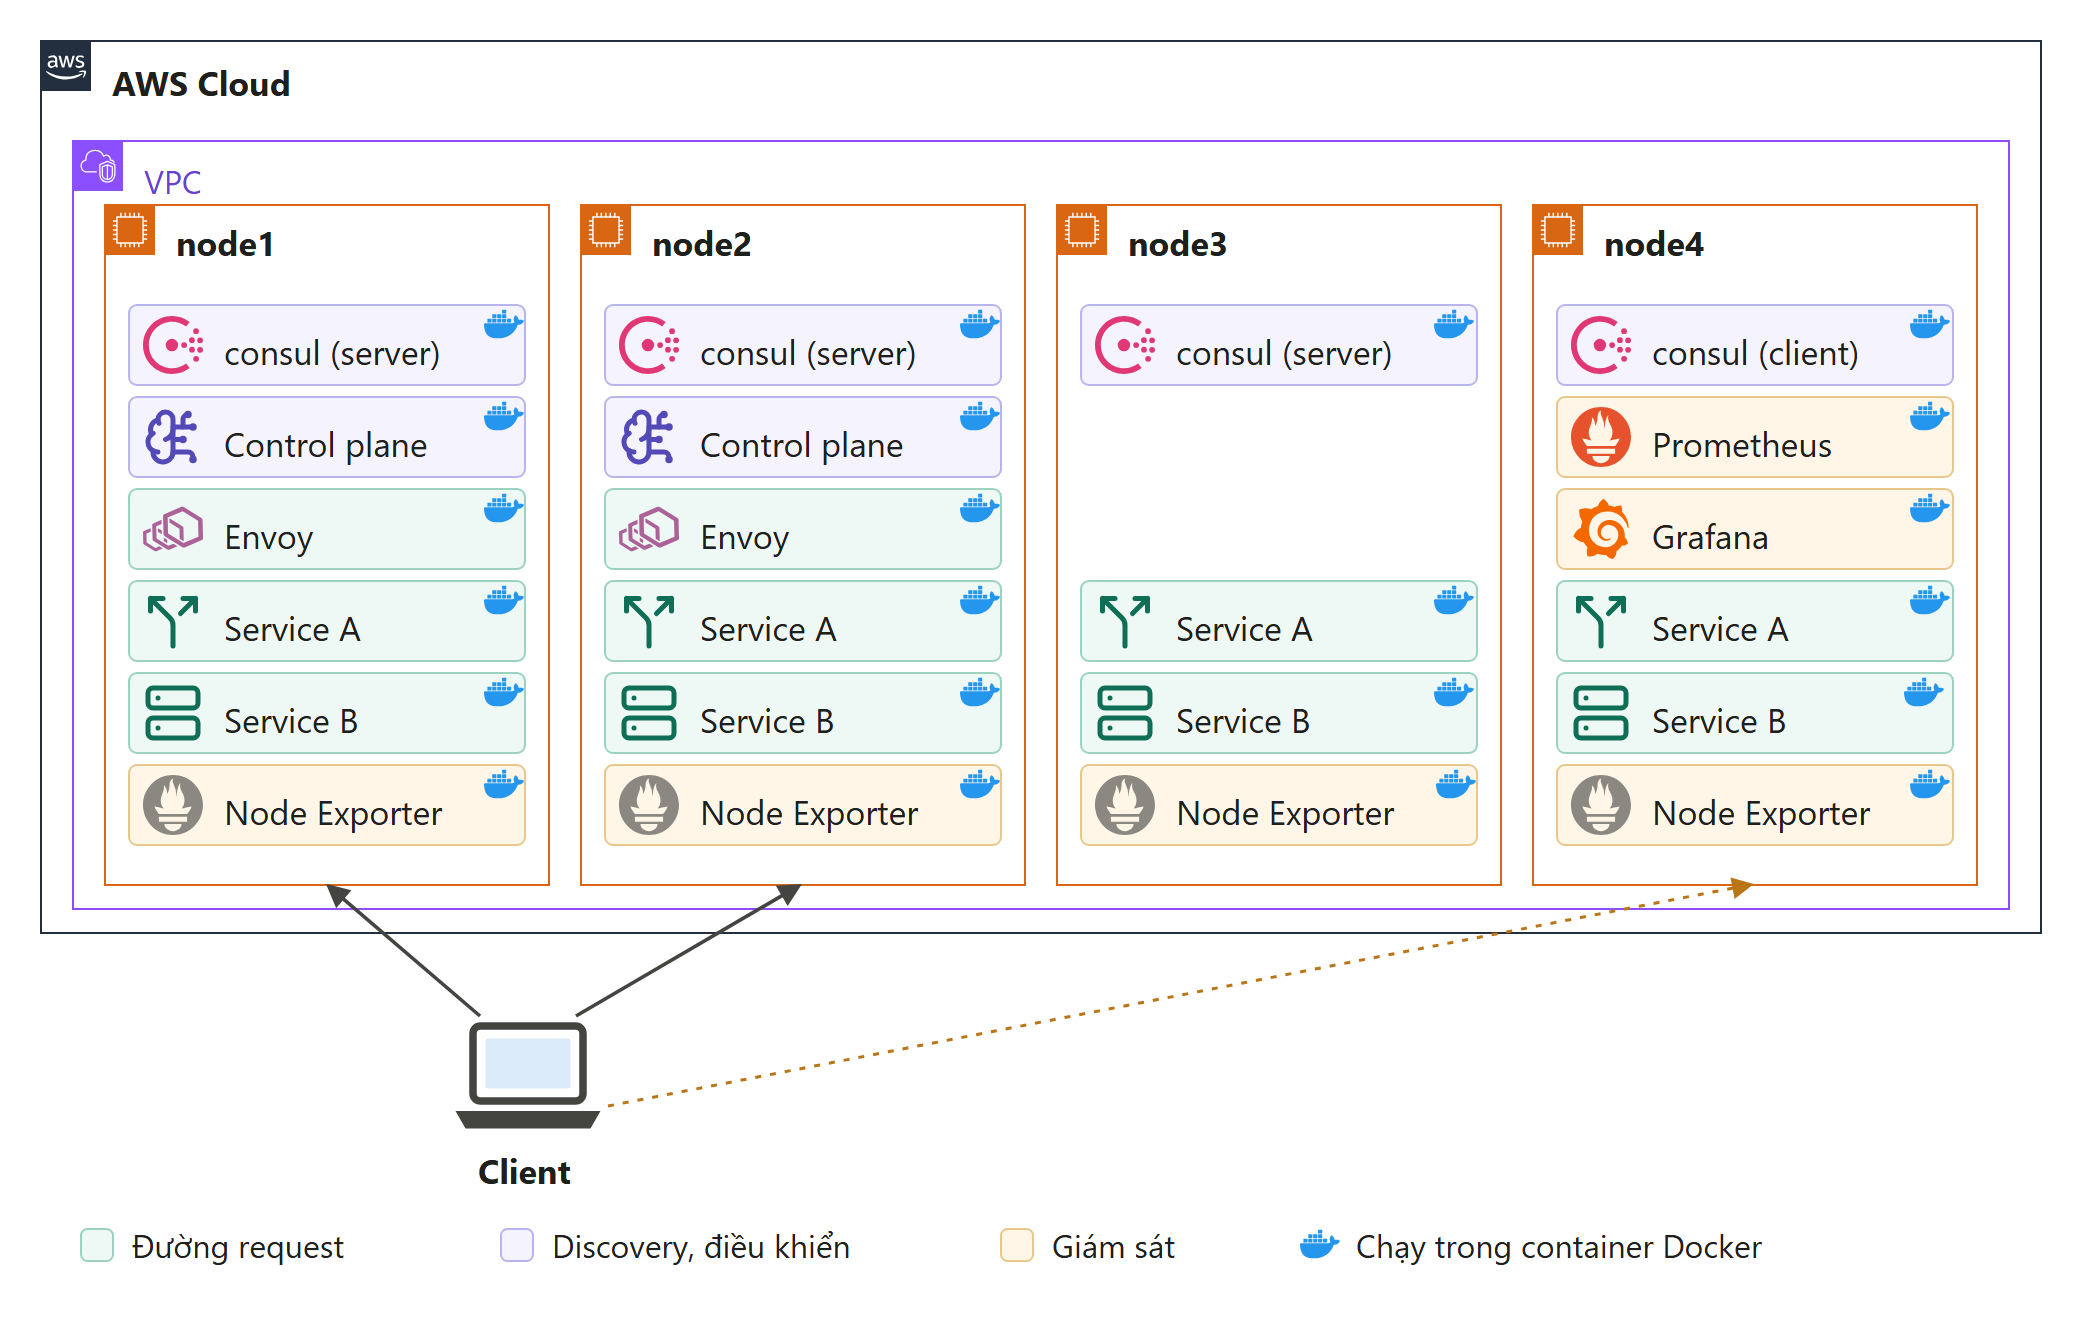 aws
AWS Cloud
VPC
node1
consul (server)
Control plane
Envoy
Service A
Service B
Node Exporter
node2
consul (server)
Control plane
Envoy
Service A
Service B
Node Exporter
node3
consul (server)
Service A
Service B
Node Exporter
node4
consul (client)
Prometheus
Grafana
Service A
Service B
Node Exporter
Client
Đường request
Discovery, điều khiển
Giám sát
Chạy trong container Docker